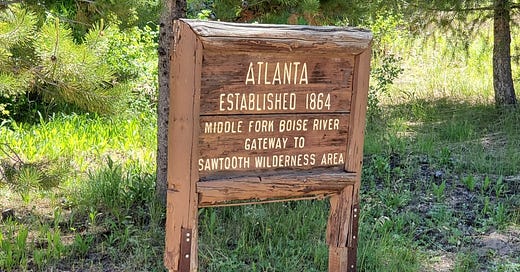 ATLANTA
ESTABLISHED 1864
MIDDLE FORK BOISE RIVER
GATEWAY TO
SAWTOOTH WILDERNESS AREA